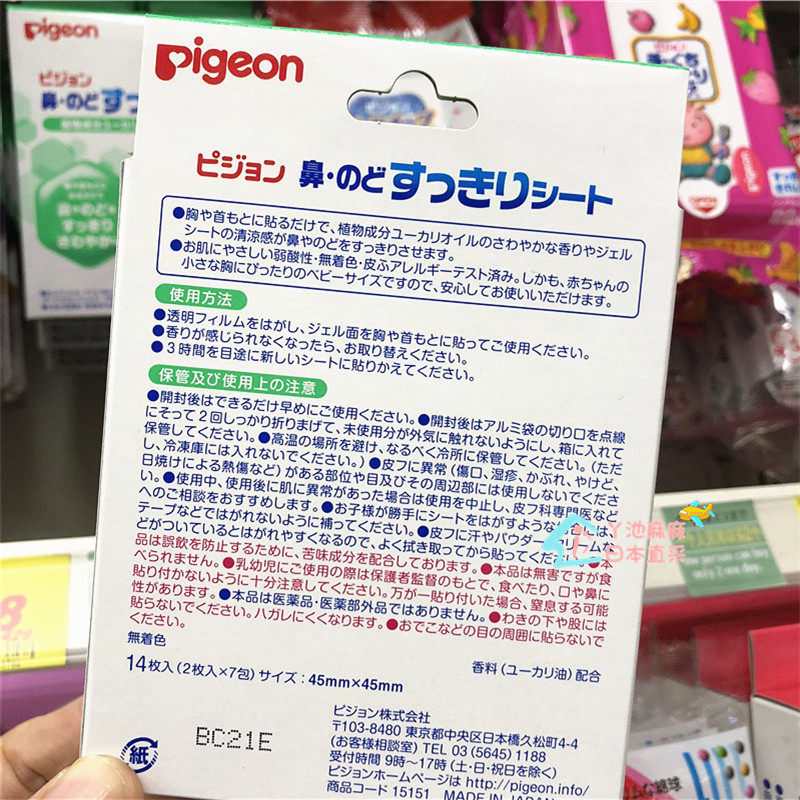 pigeon
ピジョン
鼻・のどすっ
pigeon
ピジョン 鼻・のどすっきりシート
●胸や首もとに貼るだけで、植物成分ユーカリオイルのさわやかな香りやジェル
シートの清涼感が鼻やのどをすっきりさせます。
●お肌にやさしい弱酸性・無着色・皮ふアレルギーテスト済み。しかも、赤ちゃんの
小さな胸にぴったりのベビーサイズですので、安心してお使いいただけます。
使用方法
●透明フィルムをはがし、ジェル面を胸や首もとに貼ってご使用ください。
●香りが感じられなくなったら、お取り替えください。
●3時間を目途に新しいシートに貼りかえてください。
保管及び使用上の注意
●開封後はできるだけ早めにご使用ください。●開封後はアルミ袋の切り口を点線
にそって2回しっかり折りまげて、未使用分が外気に触れないようにし、箱に入れて
保管してください。●高温の場所を避け、なるべく冷所に保管してください。(ただ
し、冷凍庫には入れないでください。)●皮フに異常(傷口、湿疹、かぶれ、やけど、
日焼けによる熱傷など)がある部位や目及びその周辺部には使用しないでくださ
い。●使用中、使用後に肌に異常があった場合は使用を中止し、皮フ科専門医など
へのご相談をおすすめします。●お子様が勝手にシートをはがすような
テープなどではがれないように補ってください。●皮フに汗やパウダー
どがついているとはがれやすくなるので、よく拭き取ってから貼ってくださ
品は誤飲を防止するために、苦味成分を配合しております。●本品は無害ですが食
べられません。●乳幼児にご使用の際は保護者監督のもとで、食べたり、口や鼻に
貼り付かないように十分注意してください。万が一貼り付いた場合、窒息する可能
性があります。●本品は医薬品・医薬部外品ではありません。●わきの下や股には
貼らないでください。ハガレにくくなります。●おでこなどの目の周囲に貼らないで
ください。
無着色
14枚入(2枚入×7包)サイズ:45mm×45mm
香料(ユーカリ油)配合
BC21E
紙
ピジョン株式会社
〒103-8480 東京都中央区日本橋久松町4-4
(お客様相談室) TEL 03 (5645) 1188
受付時間 9時〜17時(土・日・祝日を除く)
ピジョンホームページは http://pigeon.info/
商品コード 15151 MADE IN JAPAN
丫池麻麻
日本直采